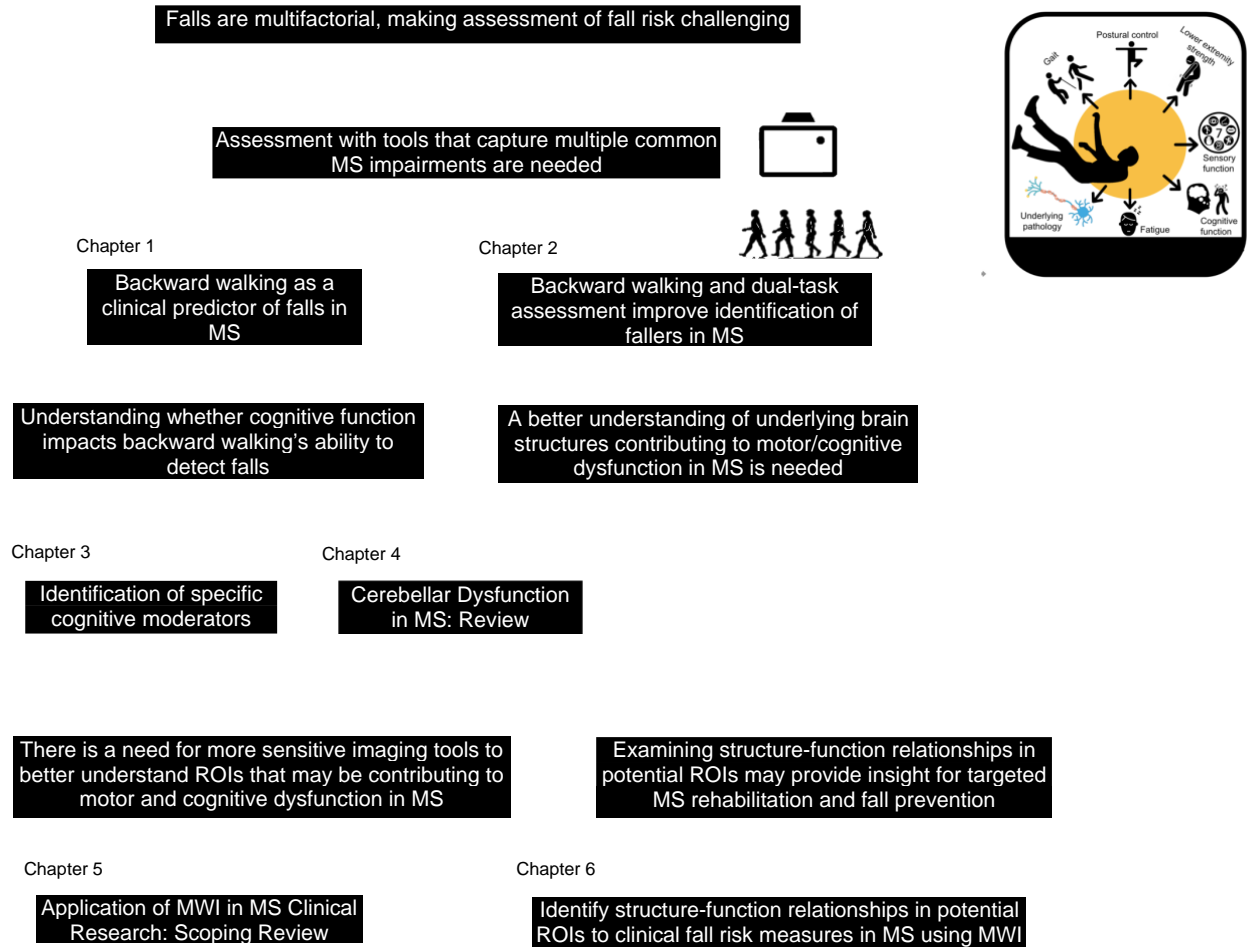 Falls are multifactorial, making assessment of fall risk challenging
Postural control
Lower extremity
strength
Gait
7
Sensory
function
Cognitive
function
Fatigue
Underlying
pathology
Assessment with tools that capture multiple common
MS impairments are needed
Chapter 1
Backward walking as a
clinical predictor of falls in
MS
Chapter 2
Backward walking and dual-task
assessment improve identification of
fallers in MS
Understanding whether cognitive function
impacts backward walking’s ability to
detect falls
A better understanding of underlying brain
structures contributing to motor/cognitive
dysfunction in MS is needed
Chapter 3
Identification of specific
cognitive moderators
Chapter 4
Cerebellar Dysfunction
in MS: Review
There is a need for more sensitive imaging tools to
better understand ROIs that may be contributing to
motor and cognitive dysfunction in MS
Examining structure-function relationships in
potential ROIs may provide insight for targeted
MS rehabilitation and fall prevention
Chapter 5
Application of MWI in MS Clinical
Research: Scoping Review
Chapter 6
Identify structure-function relationships in potential
ROIs to clinical fall risk measures in MS using MWI